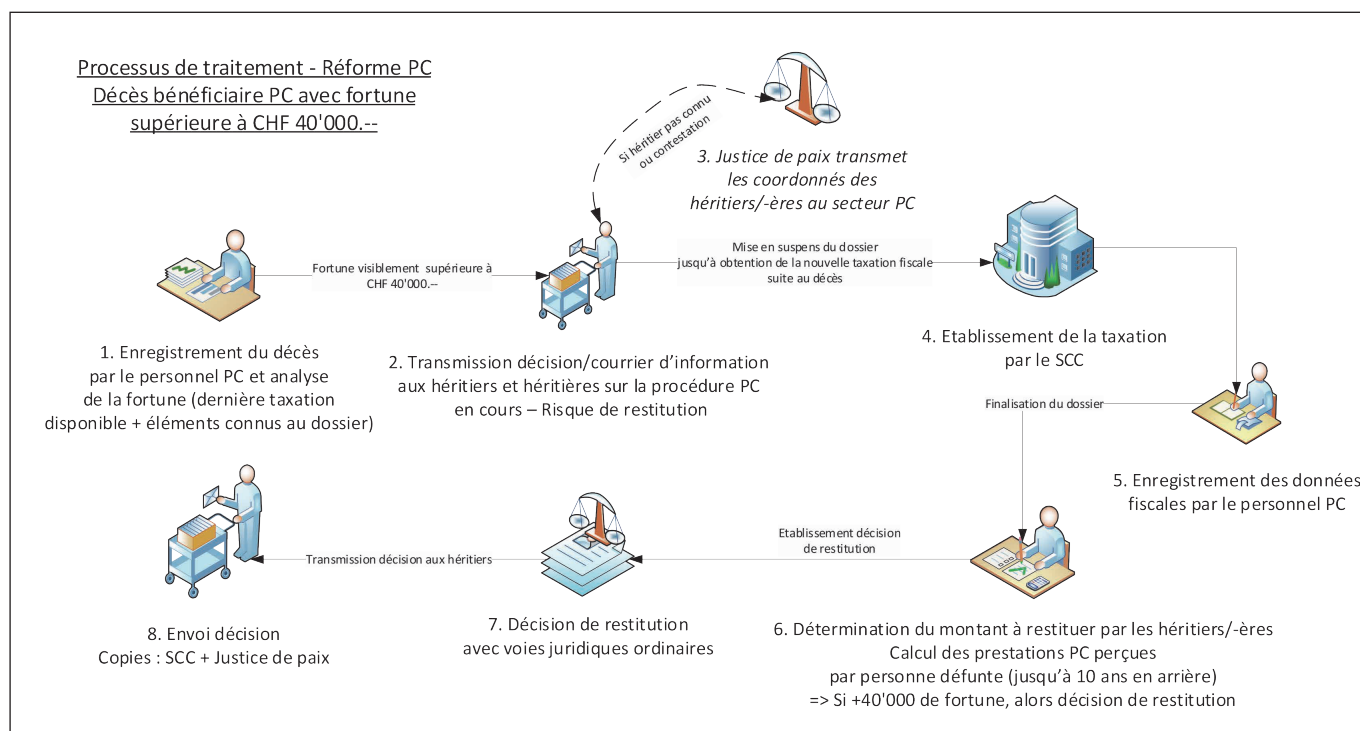 Processus de traitement - Réforme PC
Décès bénéficiaire PC avec fortune
supérieure à CHF 40'000.--
Si héritier pas connu
ou contestation
3. Justice de paix transmet
les coordonnés des
héritiers/-ères au secteur PC
Fortune visiblement supérieure à
CHF 40'000.--
Mise en suspens du dossier
jusqu'à obtention de la nouvelle taxation fiscale
suite au décès
1. Enregistrement du décès
par le personnel PC et analyse
de la fortune (dernière taxation
disponible + éléments connus au dossier)
2. Transmission décision/courrier d'information
aux héritiers et héritières sur la procédure PC
en cours – Risque de restitution
4. Etablissement de la taxation
par le SCC
Finalisation du dossier
5. Enregistrement des données
fiscales par le personnel PC
Etablissement décision
de restitution
Transmission décision aux héritiers
6. Détermination du montant à restituer par les héritiers/-ères
Calcul des prestations PC perçues
par personne défunte (jusqu'à 10 ans en arrière)
=> Si +40'000 de fortune, alors décision de restitution
7. Décision de restitution
avec voies juridiques ordinaires
8. Envoi décision
Copies : SCC + Justice de paix